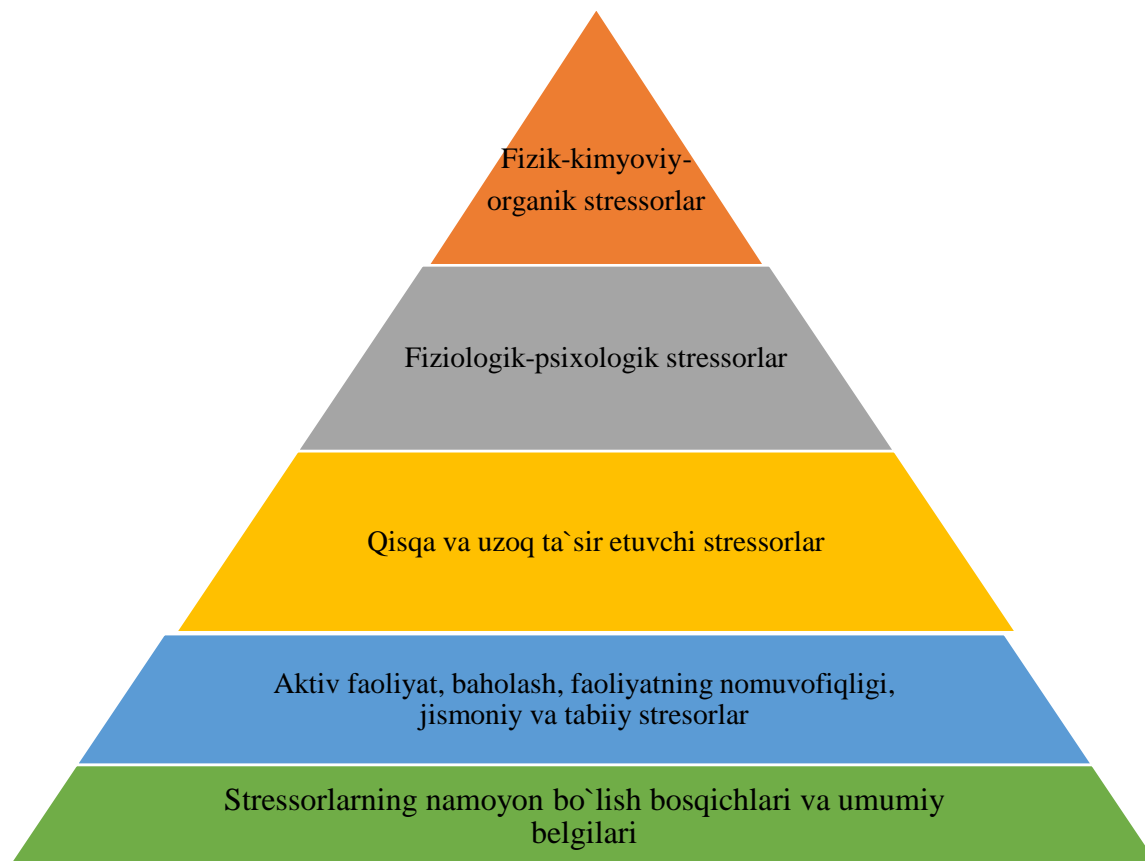 Fizik-kimyoviy-
organik stressorlar
Fiziologik-psixologik stressorlar
Qisqa va uzoq ta`sir etuvchi stressorlar
Aktiv faoliyat, baholash, faoliyatning nomuvofiqligi,
jismoniy va tabiiy stresorlar
Stressorlarning namoyon bo`lish bosqichlari va umumiy
belgilari